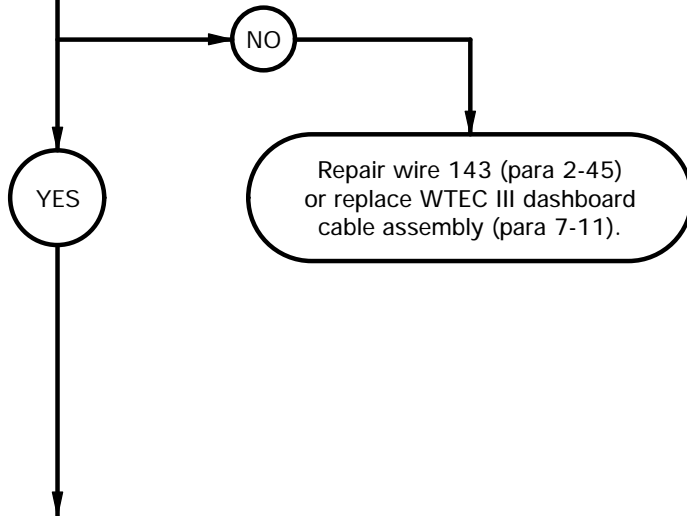 NO
YES
Repair wire 143 (para 2-45)
or replace WTEC III dashboard
cable assembly (para 7-11).